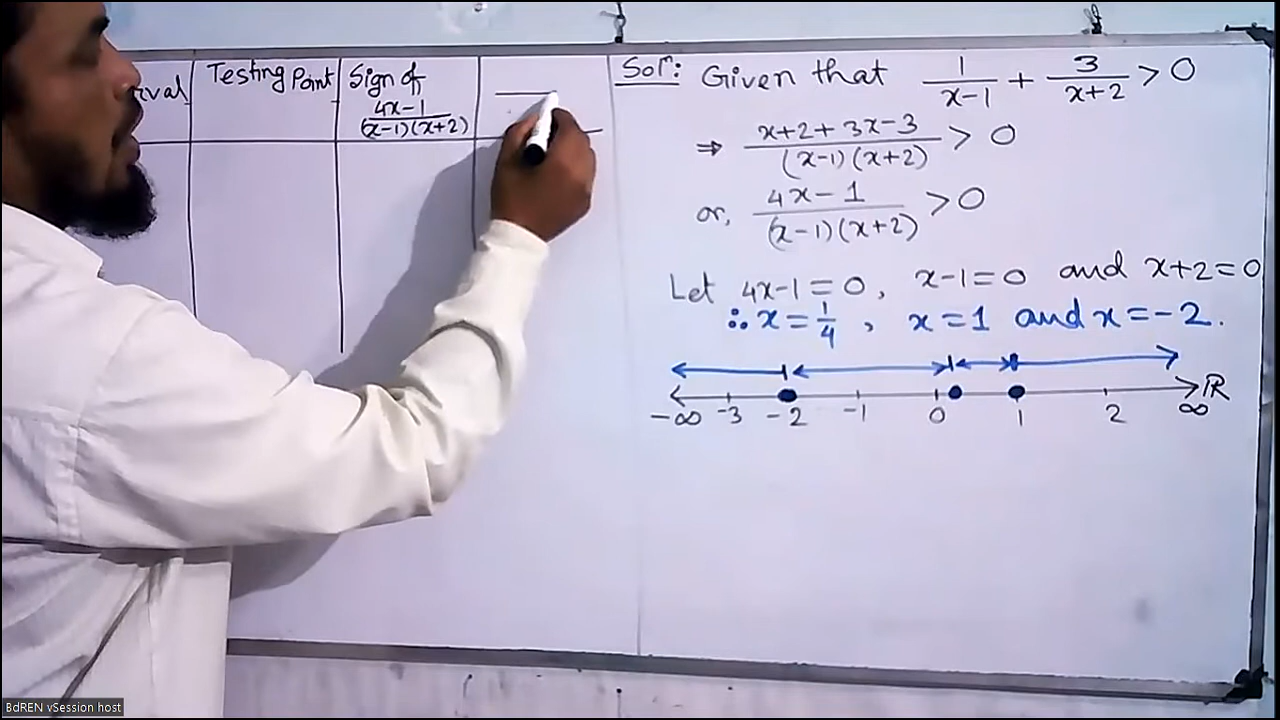 rval Testing Point Sign of
4x-1
(x-1)(x+2)
Solⁿ: Given that 1/(x-1) + 3/(x+2) > 0
⇒ (x+2+3x-3)/((x-1)(x+2)) > 0
or, (4x-1)/((x-1)(x+2)) > 0
Let 4x-1=0, x-1=0 and x+2=0
∴ x = 1/4, x=1 and x=-2.
-∞ -3 -2 -1 0 1 2 ∞ ℝ
BdREN vSession host